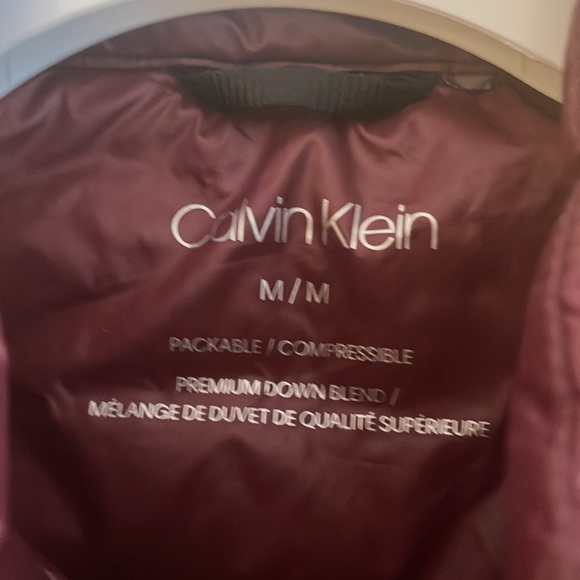 Calvin Klein
M/M
PACKABLE / COMPRESSIBLE
PREMIUM DOWN BLEND /
MÉLANGE DE DUVET DE QUALITÉ SUPÉRIEURE